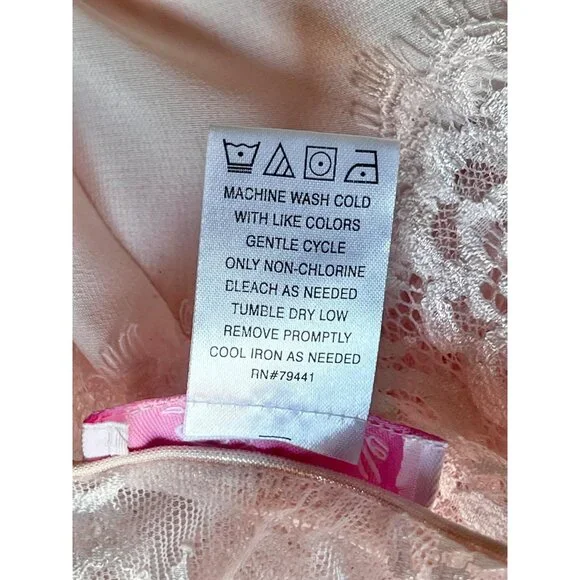 MACHINE WASH COLD
WITH LIKE COLORS
GENTLE CYCLE
ONLY NON-CHLORINE
BLEACH AS NEEDED
TUMBLE DRY LOW
REMOVE PROMPTLY
COOL IRON AS NEEDED
RN#79441